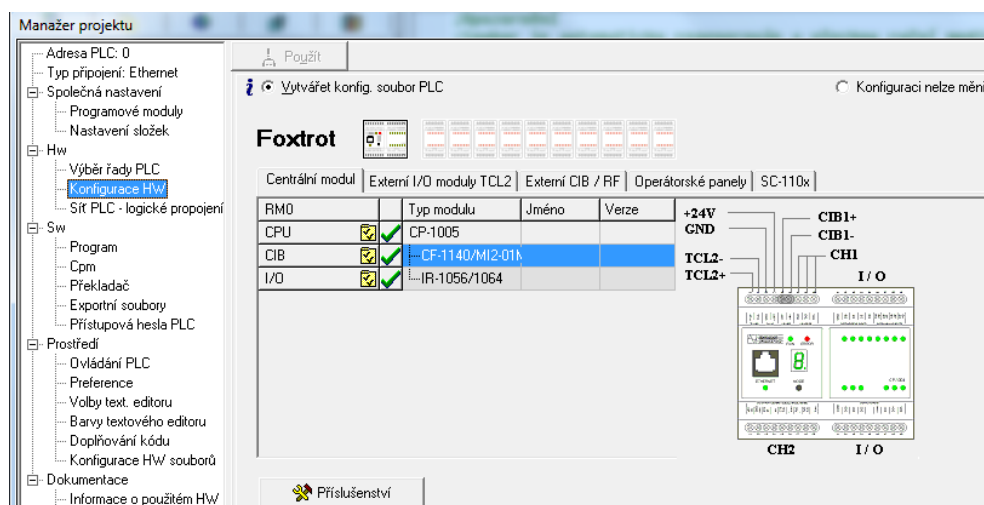 Manažer projektu
Adresa PLC: 0
Typ připojení: Ethernet
Společná nastavení
Programové moduly
Nastavení složek
Hw
Výběr řady PLC
Konfigurace HW
Síť PLC - logické propojení
Sw
Program
Cpm
Překladač
Exportní soubory
Přístupová hesla PLC
Prostředí
Ovládání PLC
Preference
Volby text. editoru
Barvy textového editoru
Doplňování kódu
Konfigurace HW souborů
Dokumentace
Informace o použitém HW
Použít
Vytvářet konfig. soubor PLC
Konfiguraci nelze měni
Foxtrot
Centrální modul
Externí I/O moduly TCL2
Externí CIB / RF
Operátorské panely
SC-110x
RM0 Typ modulu Jméno Verze
CPU CP-1005
CIB CF-1140/MI2-01M
I/O IR-1056/1064
+24V
GND
TCL2-
TCL2+
CIB1+
CIB1-
CH1
I / O
8.
CH2
I / O
Příslušenství